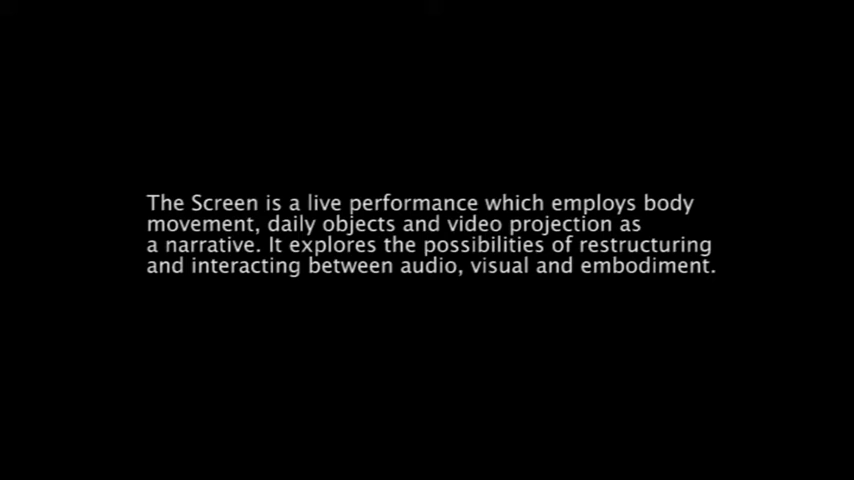 The Screen is a live performance which employs body
movement, daily objects and video projection as
a narrative. It explores the possibilities of restructuring
and interacting between audio, visual and embodiment.